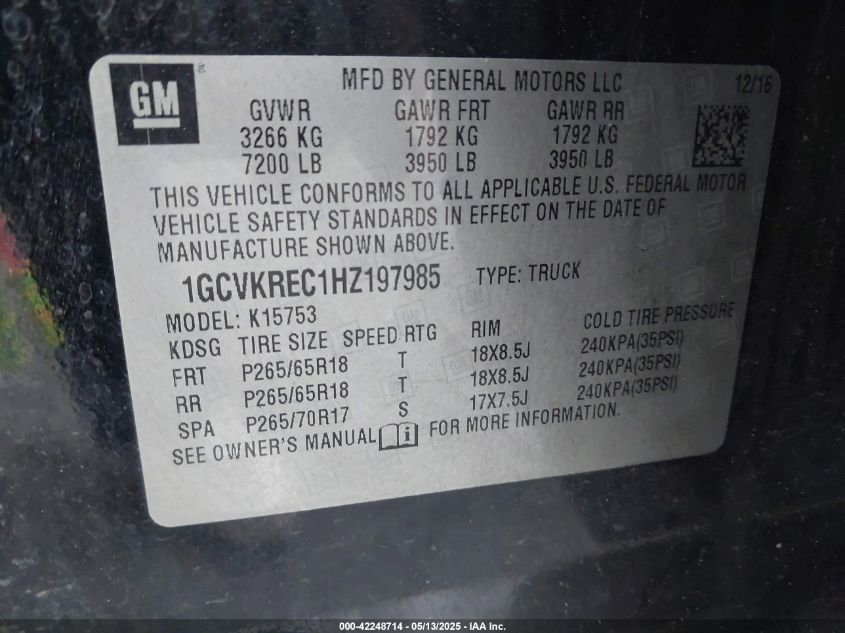 GM
MFD BY GENERAL MOTORS LLC 12/16
GVWR GAWR FRT GAWR RR
3266 KG 1792 KG 1792 KG
7200 LB 3950 LB 3950 LB
THIS VEHICLE CONFORMS TO ALL APPLICABLE U.S. FEDERAL MOTOR
VEHICLE SAFETY STANDARDS IN EFFECT ON THE DATE OF
MANUFACTURE SHOWN ABOVE.
1GCVKREC1HZ197985 TYPE: TRUCK
MODEL: K15753
KDSG TIRE SIZE SPEED RTG RIM COLD TIRE PRESSURE
FRT P265/65R18 T 18X8.5J 240KPA(35PSI)
RR P265/65R18 T 18X8.5J 240KPA(35PSI)
SPA P265/70R17 S 17X7.5J 240KPA(35PSI)
SEE OWNER'S MANUAL i FOR MORE INFORMATION.
000-42248714 - 05/13/2025 - IAA Inc.